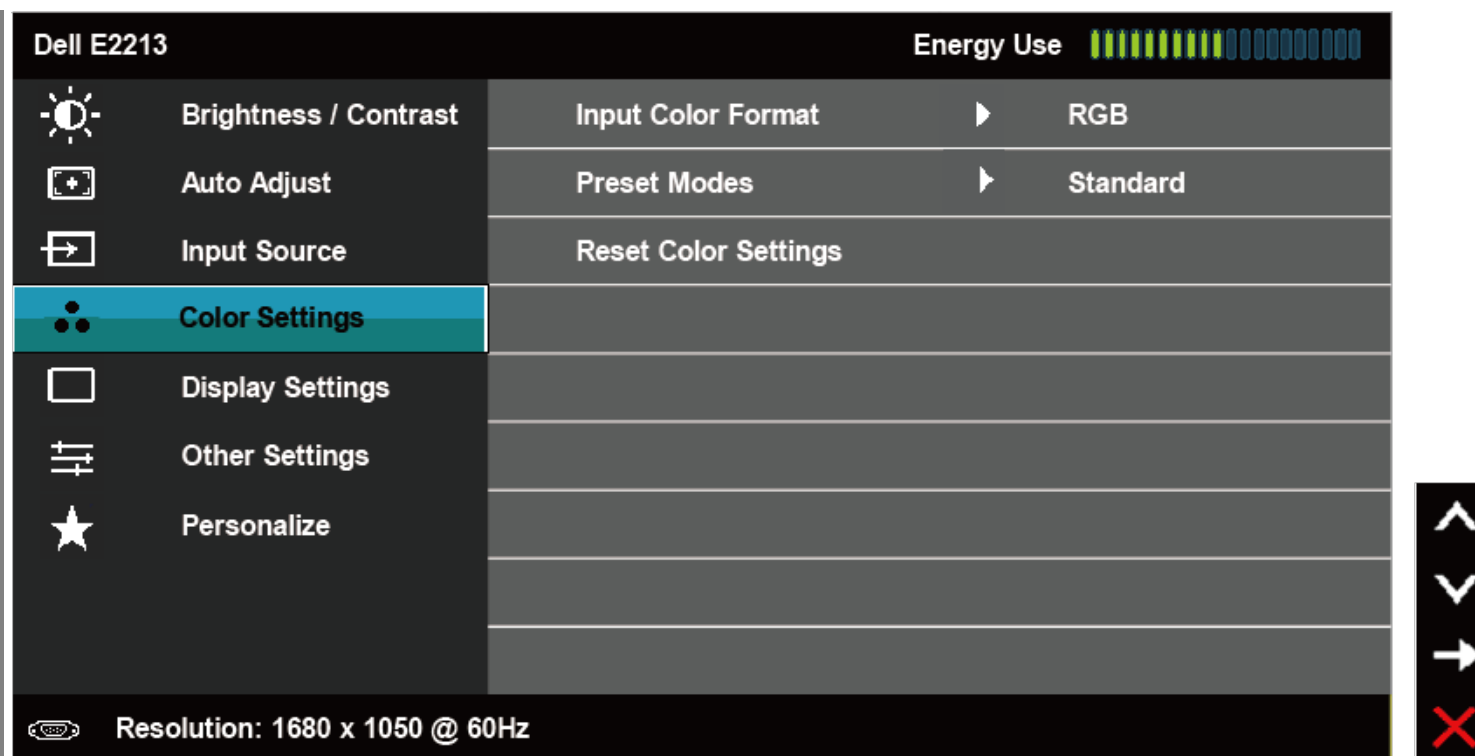 Dell E2213 Energy Use
Brightness / Contrast Input Color Format RGB
Auto Adjust Preset Modes Standard
Input Source Reset Color Settings
Color Settings
Display Settings
Other Settings
Personalize
Resolution: 1680 x 1050 @ 60Hz